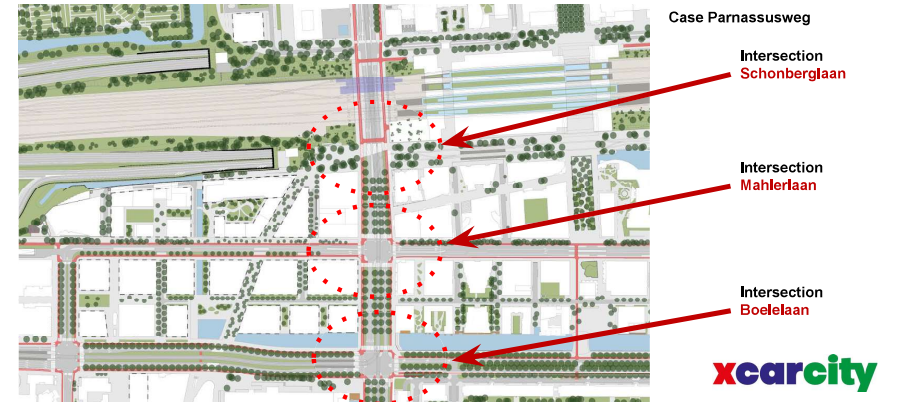 Case Parnassusweg
Intersection
Schonberglaan
Intersection
Mahlerlaan
Intersection
Boelelaan
xcarcity